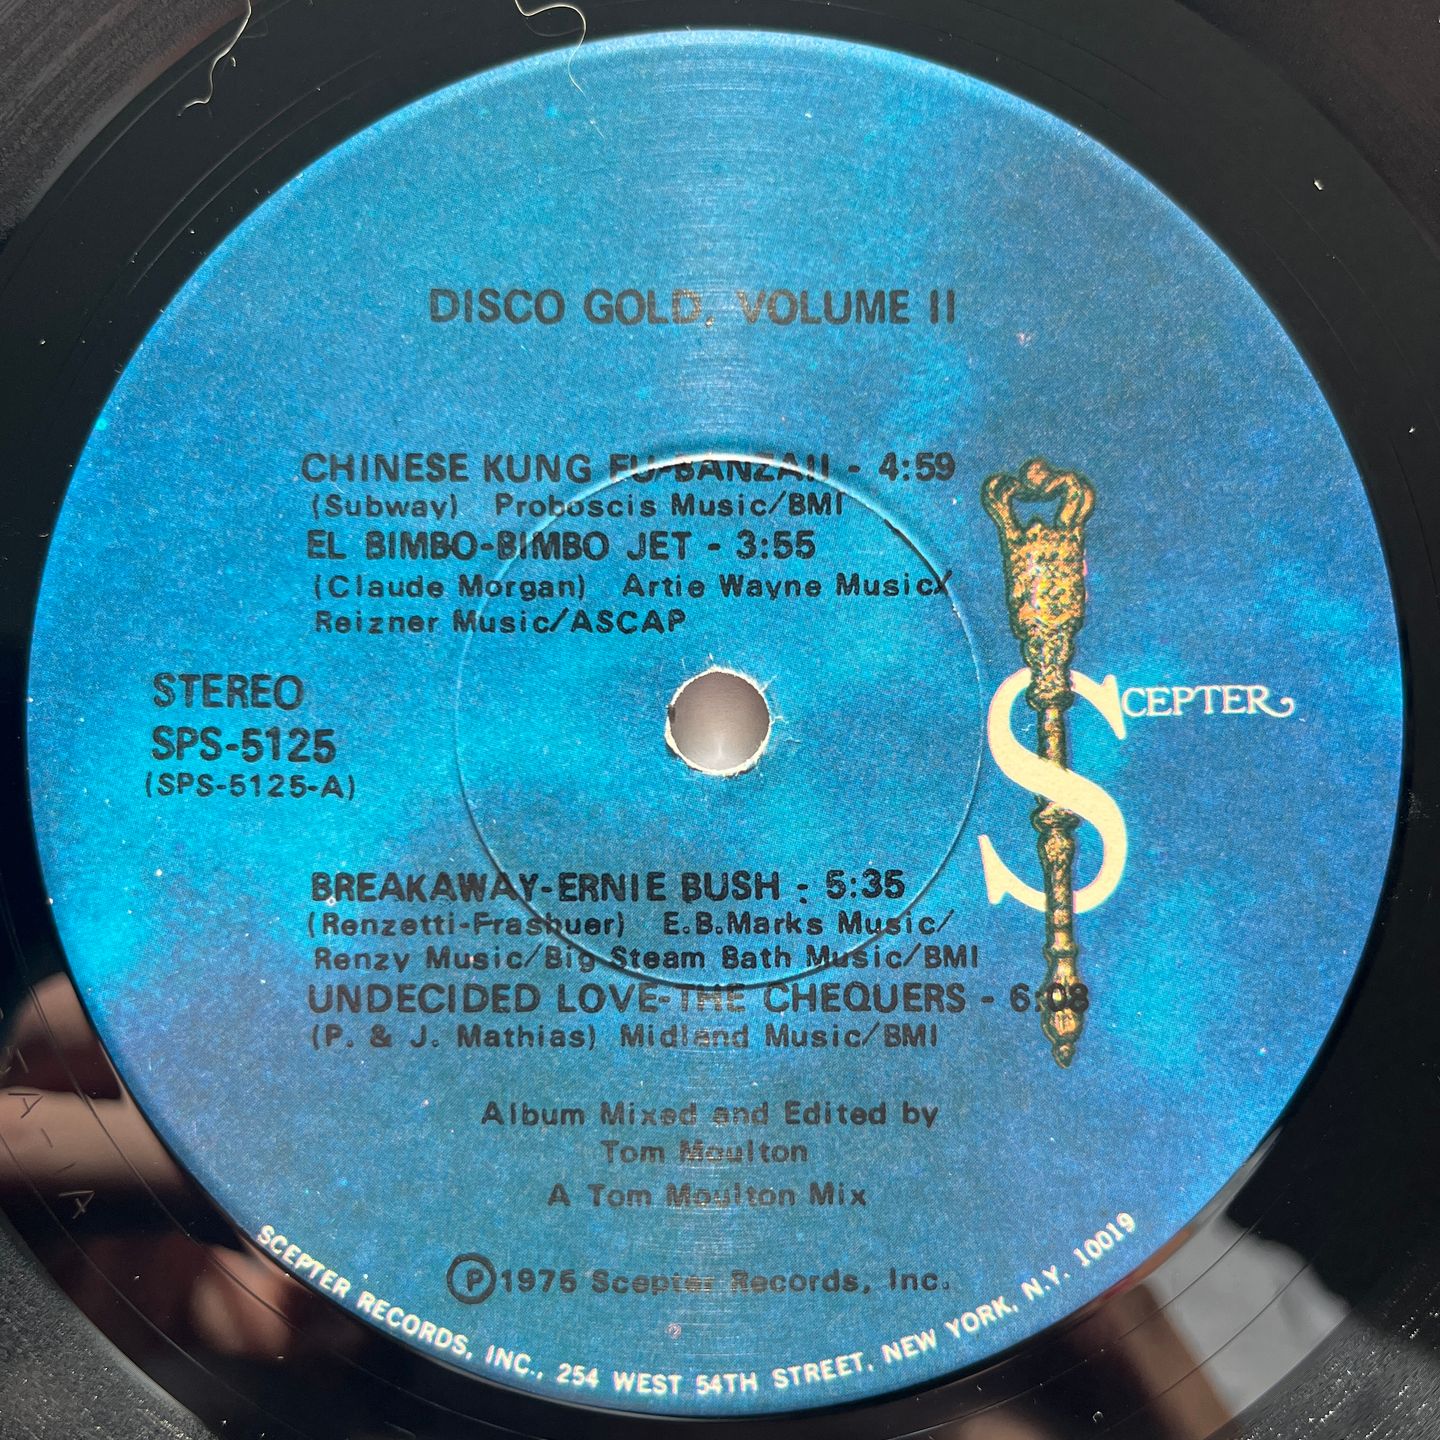 DISCO GOLD, VOLUME II
CHINESE KUNG FU-BANZAII - 4:59
(Subway) Proboscis Music/BMI
EL BIMBO-BIMBO JET - 3:55
(Claude Morgan) Artie Wayne Music/
Reizner Music/ASCAP
STEREO
SPS-5125
(SPS-5125-A)
SCEPTER
BREAKAWAY-ERNIE BUSH - 5:35
(Renzetti-Frashuer) E.B.Marks Music/
Renzy Music/Big Steam Bath Music/BMI
UNDECIDED LOVE-THE CHEQUERS - 6:08
(P. & J. Mathias) Midland Music/BMI
Album Mixed and Edited by
Tom Moulton
A Tom Moulton Mix
Ⓟ1975 Scepter Records, Inc.
SCEPTER RECORDS, INC., 254 WEST 54TH STREET, NEW YORK, N.Y. 10019